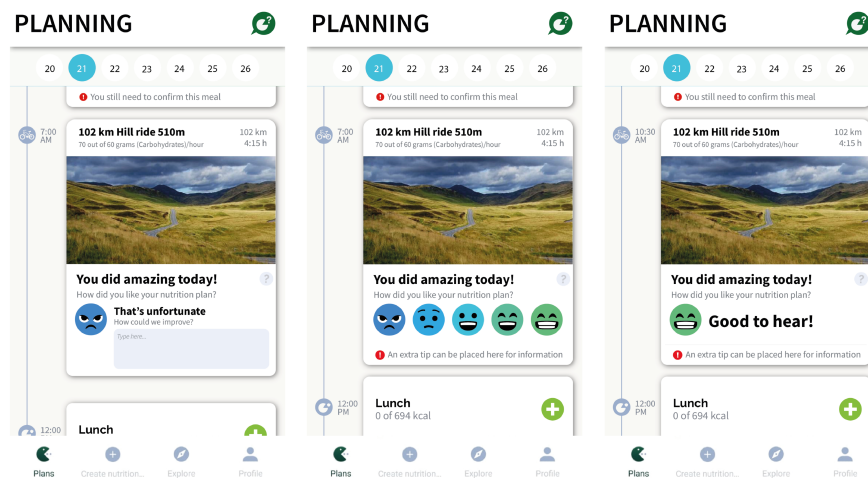 PLANNING
?
20 21 22 23 24 25 26
You still need to confirm this meal
7:00
AM
102 km Hill ride 510m
102 km
70 out of 60 grams (Carbohydrates)/hour
4:15 h
You did amazing today!
?
How did you like your nutrition plan?
That's unfortunate
How could we improve?
Type here...
12:00
Lunch
Plans
Create nutrition...
Explore
Profile
PLANNING
?
20 21 22 23 24 25 26
You still need to confirm this meal
7:00
AM
102 km Hill ride 510m
102 km
70 out of 60 grams (Carbohydrates)/hour
4:15 h
You did amazing today!
?
How did you like your nutrition plan?
An extra tip can be placed here for information
12:00
PM
Lunch
0 of 694 kcal
Plans
Create nutrition...
Explore
Profile
PLANNING
?
20 21 22 23 24 25 26
You still need to confirm this meal
10:30
AM
102 km Hill ride 510m
102 km
70 out of 60 grams (Carbohydrates)/hour
4:15 h
You did amazing today!
?
How did you like your nutrition plan?
Good to hear!
An extra tip can be placed here for information
12:00
PM
Lunch
0 of 694 kcal
Plans
Create nutrition...
Explore
Profile